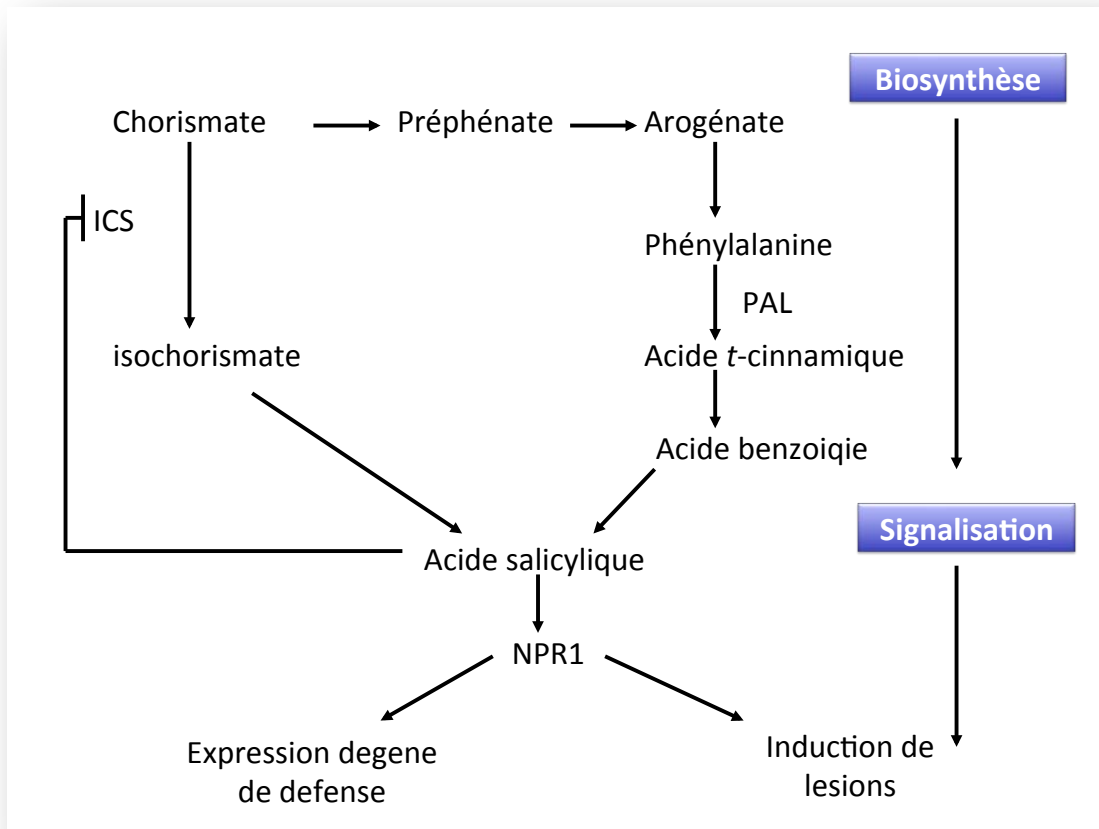 Biosynthèse
Chorismate
Préphénate
Arogénate
ICS
Phénylalanine
PAL
isochorismate
Acide t-cinnamique
Acide benzoiqie
Signalisation
Acide salicylique
NPR1
Expression degene
de defense
Induction de
lesions